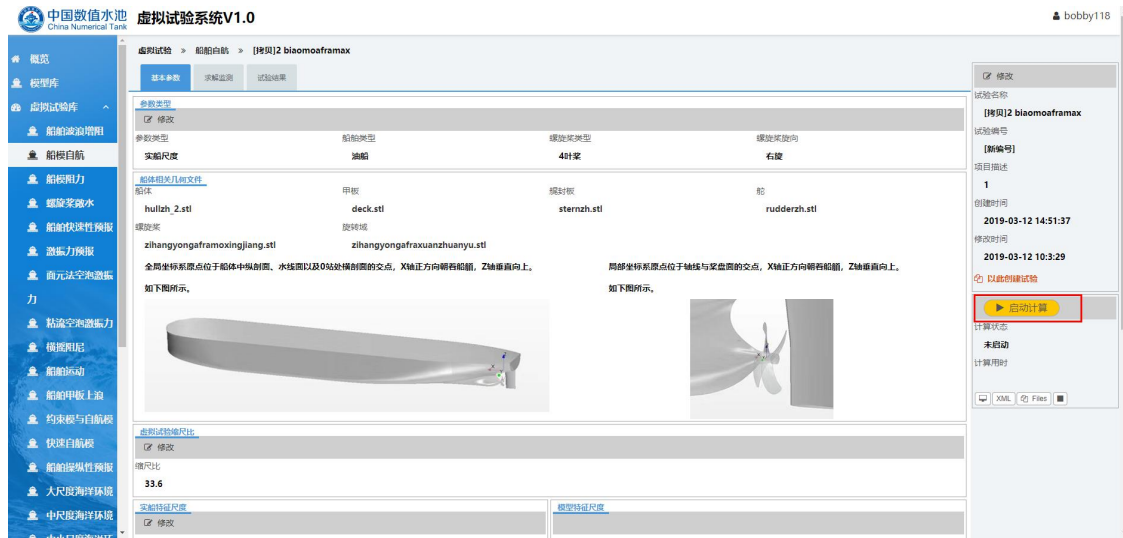 中国数值水池
China Numerical Tank
虚拟试验系统V1.0
bobby118
概览
模型库
虚拟试验库
船舶波浪增阻
船模自航
船模阻力
螺旋桨敞水
船舶快速性预报
激振力预报
面元法空泡激振
力
粘流空泡激振力
横摇阻尼
船舶运动
船舶甲板上浪
约束模与自航模
快速自航模
船舶操纵性预报
大尺度海洋环境
中尺度海洋环境
虚拟试验 » 船舶自航 » [拷贝]2 biaomoaframax
基本参数 求解监测 试验结果
参数类型
修改
参数类型 船舶类型 螺旋桨类型 螺旋桨旋向
实船尺度 油船 4叶桨 右旋
船体相关几何文件
船体 甲板 艉封板 舵
hullzh_2.stl deck.stl sternzh.stl rudderzh.stl
螺旋桨 旋转域
zihangyongaframoxingjiang.stl zihangyongafraxuanzhuanyu.stl
全局坐标系原点位于船体中纵剖面、水线面以及0站处横剖面的交点，X轴正方向朝着船艏，Z轴垂直向上。
如下图所示。
局部坐标系原点位于轴线与桨盘面的交点，X轴正方向朝着船艏，Z轴垂直向上。
如下图所示。
虚拟试验缩尺比
修改
缩尺比
33.6
实船特征尺度 模型特征尺度
修改
修改
试验名称
[拷贝]2 biaomoaframax
试验编号
[新编号]
项目描述
1
创建时间
2019-03-12 14:51:37
修改时间
2019-03-12 10:3:29
以此创建试验
启动计算
计算状态
未启动
计算用时
XML Files